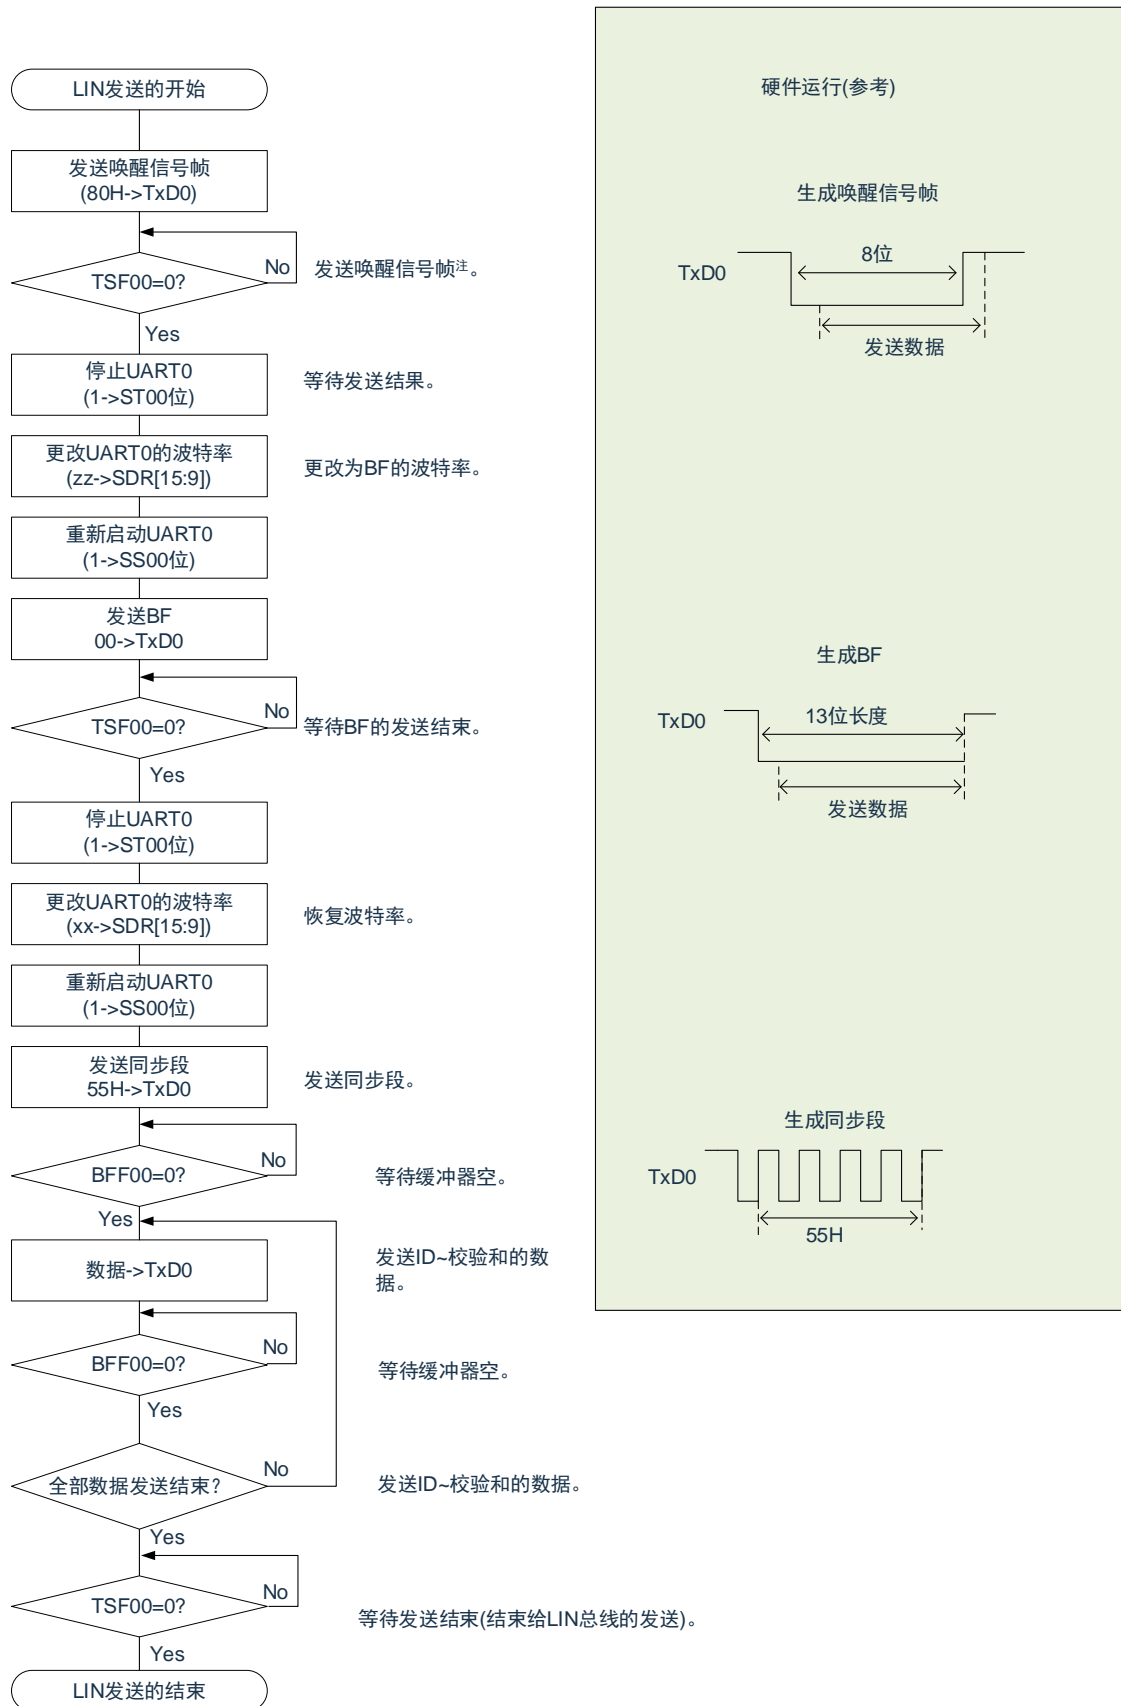 LIN发送的开始
发送唤醒信号帧
(80H->TxD0)
TSF00=0?
No
发送唤醒信号帧注。
Yes
停止UART0
(1->ST00位)
等待发送结果。
更改UART0的波特率
(zz->SDR[15:9])
更改为BF的波特率。
重新启动UART0
(1->SS00位)
发送BF
00->TxD0
TSF00=0?
No
等待BF的发送结束。
Yes
停止UART0
(1->ST00位)
更改UART0的波特率
(xx->SDR[15:9])
恢复波特率。
重新启动UART0
(1->SS00位)
发送同步段
55H->TxD0
发送同步段。
BFF00=0?
No
等待缓冲器空。
Yes
数据->TxD0
发送ID~校验和的数
据。
BFF00=0?
No
等待缓冲器空。
Yes
全部数据发送结束?
No
发送ID~校验和的数据。
Yes
TSF00=0?
No
等待发送结束(结束给LIN总线的发送)。
Yes
LIN发送的结束
硬件运行(参考)
生成唤醒信号帧
TxD0
8位
发送数据
生成BF
TxD0
13位长度
发送数据
生成同步段
TxD0
55H